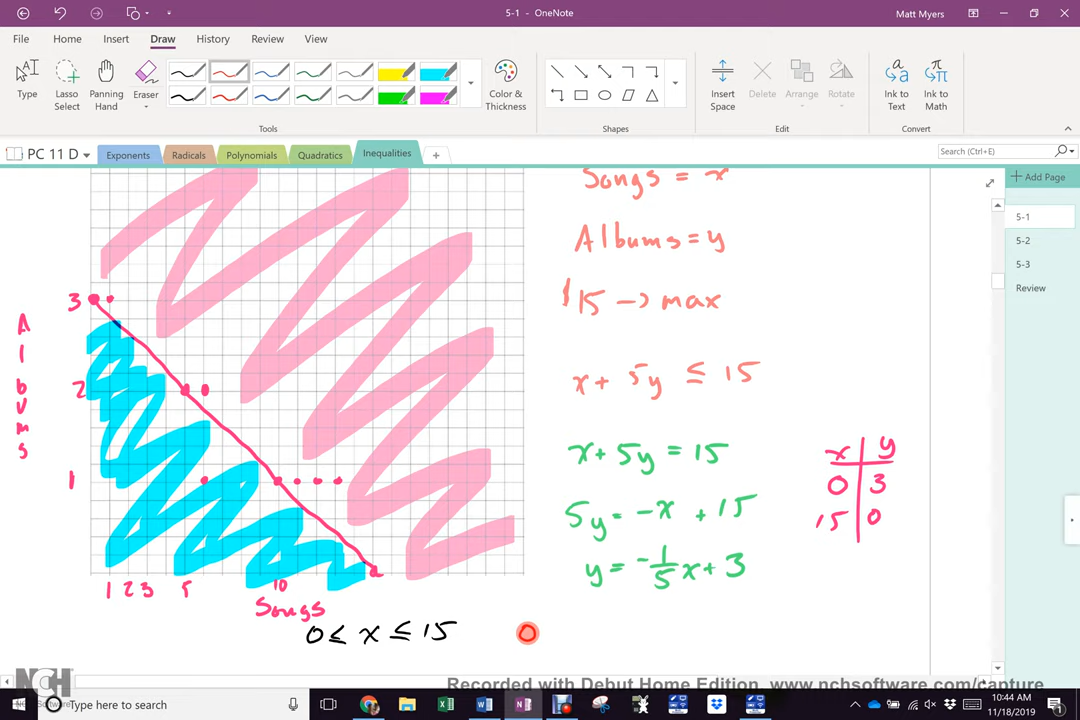 5-1 - OneNote
Matt Myers
File Home Insert Draw History Review View
Type
Lasso Select
Panning Hand
Eraser
Color & Thickness
Insert Space
Delete
Arrange
Rotate
Ink to Text
Ink to Math
Tools
Shapes
Edit
Convert
PC 11 D
Exponents
Radicals
Polynomials
Quadratics
Inequalities
Search (Ctrl+E)
Add Page
5-1
5-2
5-3
Review
Songs = x
Albums = y
$15 → max
x + 5y ≤ 15
x + 5y = 15
5y = -x + 15
y = -1/5 x + 3
x | y
0 | 3
15 | 0
Albums
3
2
1
1 2 3 5 10
Songs
0 ≤ x ≤ 15
0
NCH Software
Recorded with Debut Home Edition www.nchsoftware.com/capture
Type here to search
10:44 AM
11/18/2019